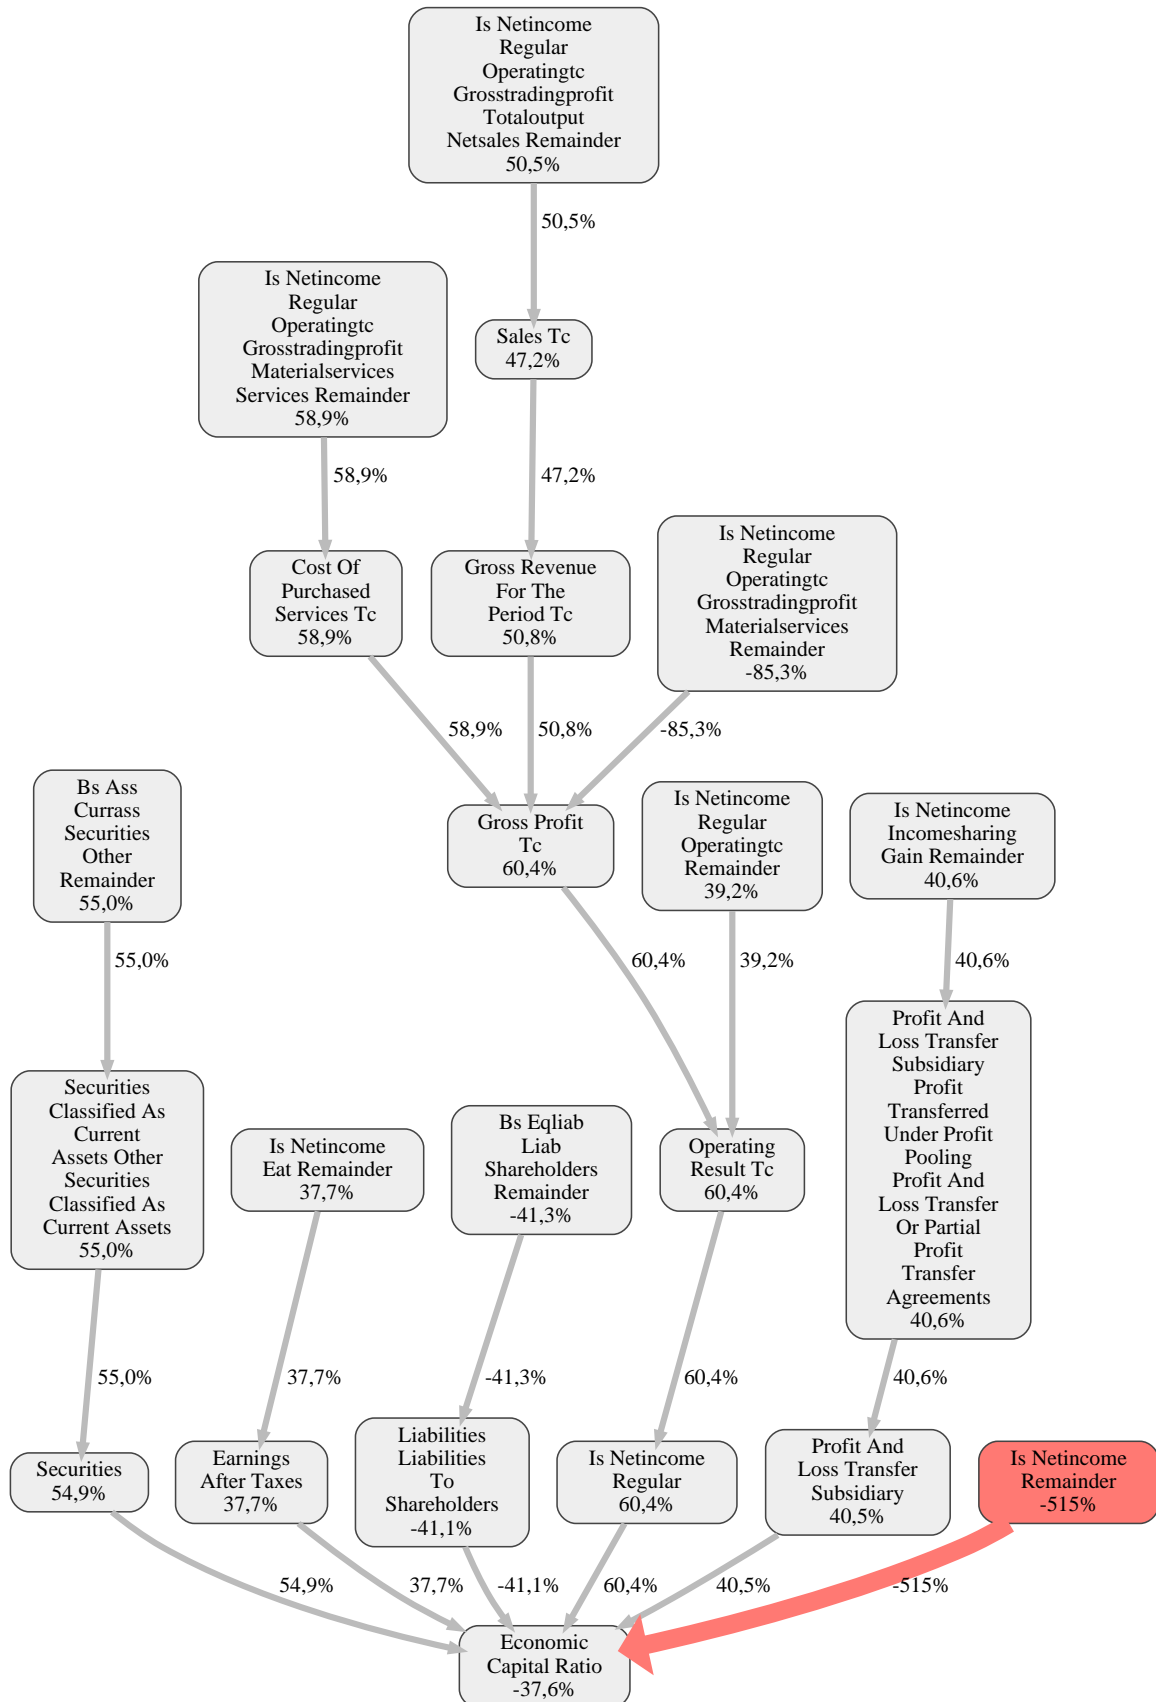 Is Netincome
Regular
Operatingtc
Grosstradingprofit
Totaloutput
Netsales Remainder
50,5%
50,5%
Is Netincome
Regular
Operatingtc
Grosstradingprofit
Materialservices
Services Remainder
58,9%
Sales Tc
47,2%
58,9%
47,2%
Is Netincome
Regular
Operatingtc
Grosstradingprofit
Materialservices
Remainder
-85,3%
Cost Of
Purchased
Services Tc
58,9%
Gross Revenue
For The
Period Tc
50,8%
58,9%
50,8%
-85,3%
Bs Ass
Currass
Securities
Other
Remainder
55,0%
Gross Profit
Tc
60,4%
Is Netincome
Regular
Operatingtc
Remainder
39,2%
Is Netincome
Incomesharing
Gain Remainder
40,6%
55,0%
60,4%
39,2%
40,6%
Securities
Classified As
Current
Assets Other
Securities
Classified As
Current Assets
55,0%
Is Netincome
Eat Remainder
37,7%
Bs Eqliab
Liab
Shareholders
Remainder
-41,3%
Operating
Result Tc
60,4%
Profit And
Loss Transfer
Subsidiary
Profit
Transferred
Under Profit
Pooling
Profit And
Loss Transfer
Or Partial
Profit
Transfer
Agreements
40,6%
55,0%
37,7%
-41,3%
60,4%
40,6%
Securities
54,9%
Earnings
After Taxes
37,7%
Liabilities
Liabilities
To
Shareholders
-41,1%
Is Netincome
Regular
60,4%
Profit And
Loss Transfer
Subsidiary
40,5%
Is Netincome
Remainder
-515%
54,9%
37,7%
-41,1%
60,4%
40,5%
-515%
Economic
Capital Ratio
-37,6%